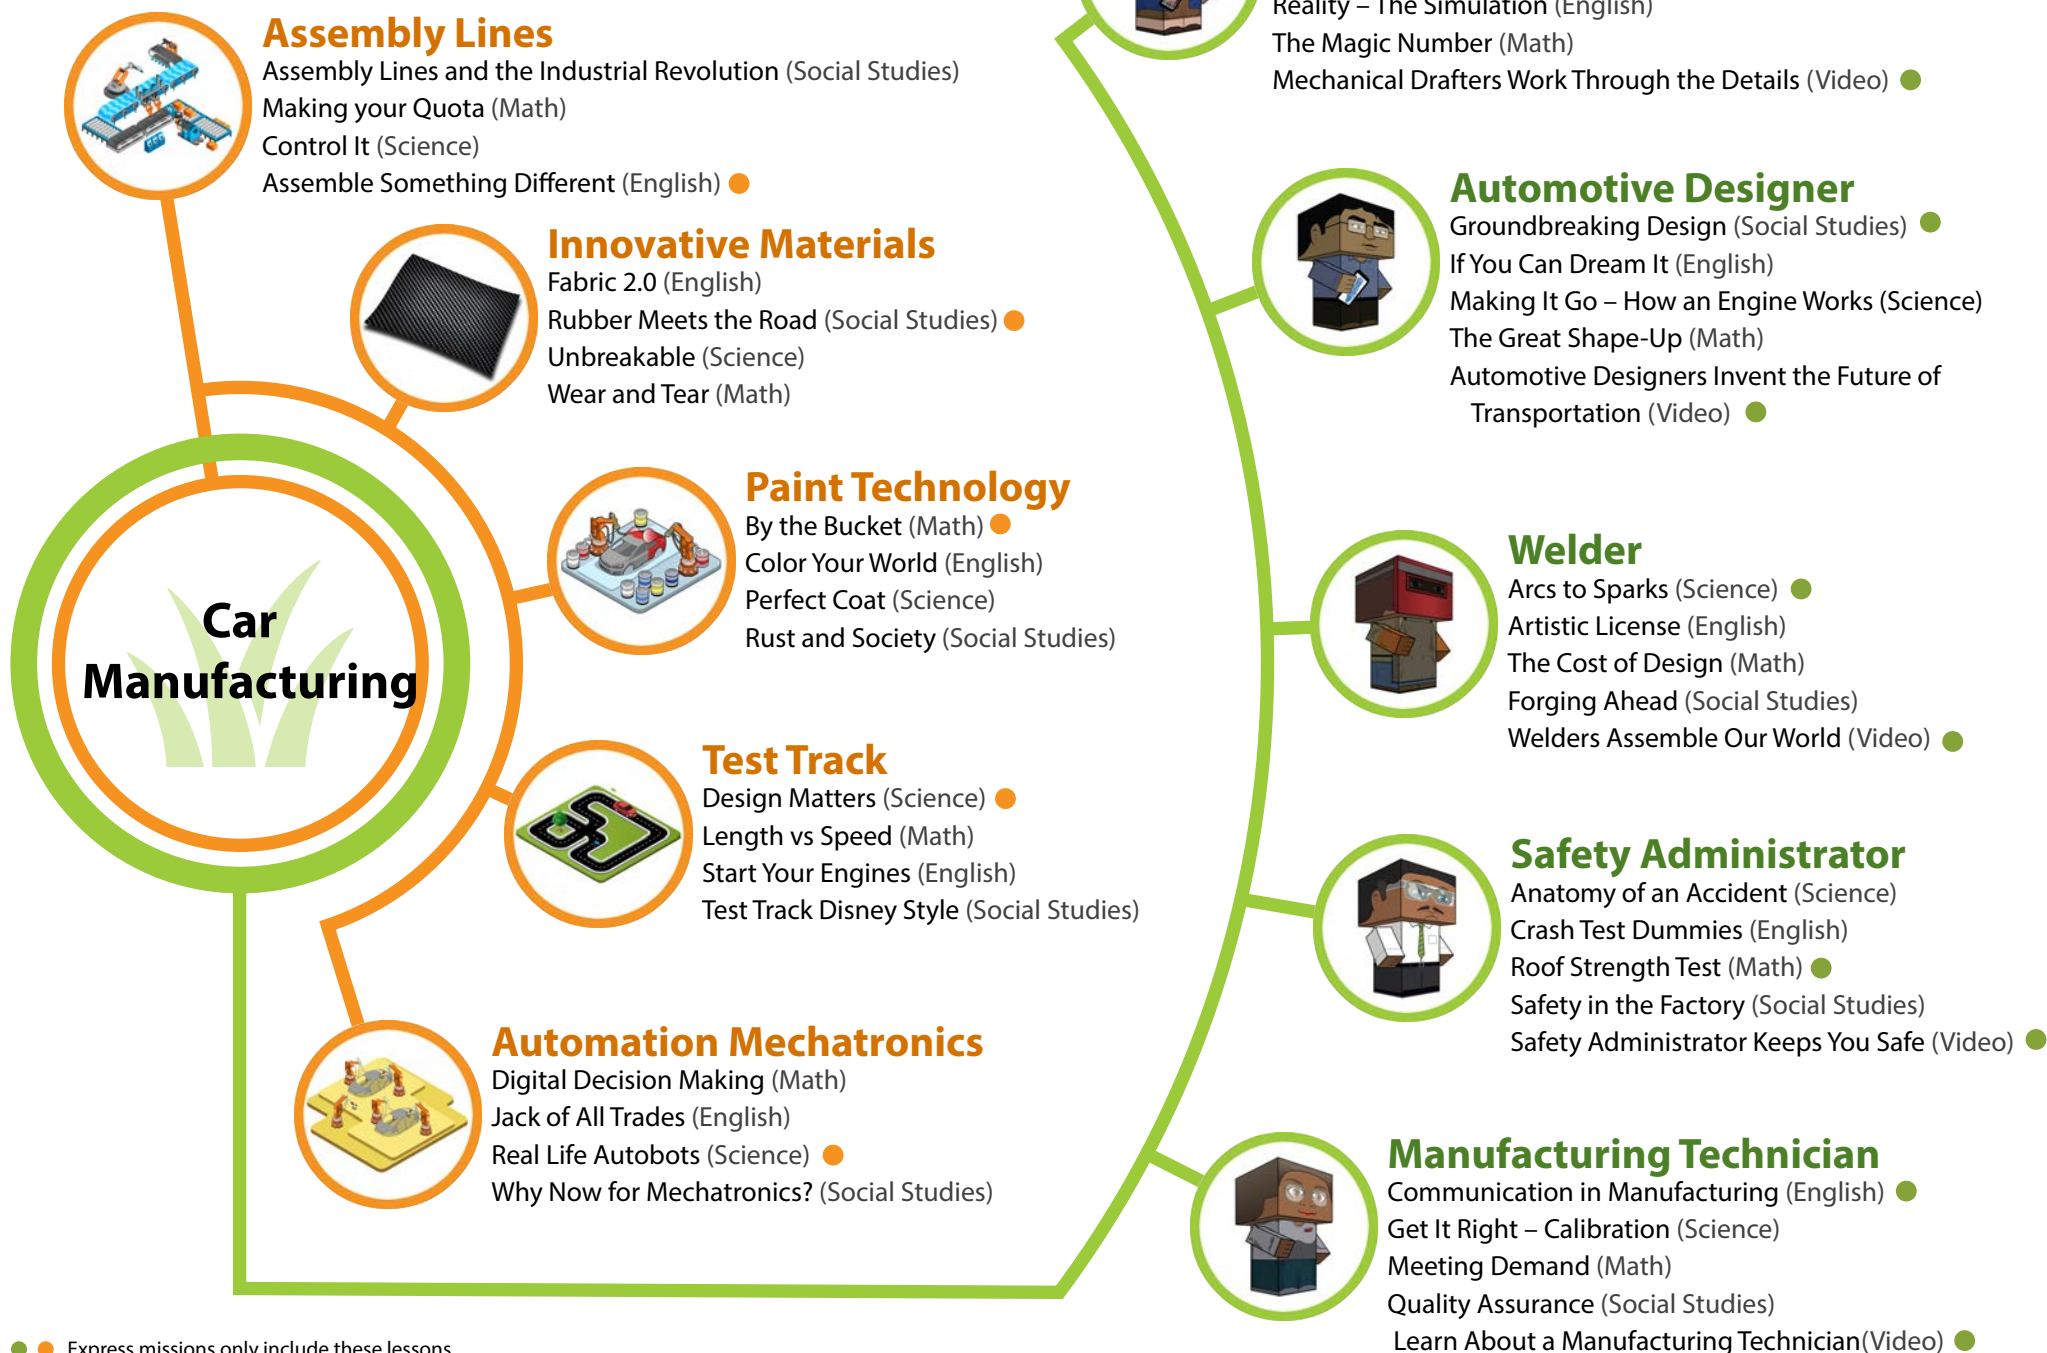 Assembly Lines
Assembly Lines and the Industrial Revolution (Social Studies)
Making your Quota (Math)
Control It (Science)
Assemble Something Different (English)
Innovative Materials
Fabric 2.0 (English)
Rubber Meets the Road (Social Studies)
Unbreakable (Science)
Wear and Tear (Math)
Paint Technology
By the Bucket (Math)
Color Your World (English)
Perfect Coat (Science)
Rust and Society (Social Studies)
Car
Manufacturing
Test Track
Design Matters (Science)
Length vs Speed (Math)
Start Your Engines (English)
Test Track Disney Style (Social Studies)
Automation Mechatronics
Digital Decision Making (Math)
Jack of All Trades (English)
Real Life Autobots (Science)
Why Now for Mechatronics? (Social Studies)
Express missions only include these lessons
Reality – The Simulation (English)
The Magic Number (Math)
Mechanical Drafters Work Through the Details (Video)
Automotive Designer
Groundbreaking Design (Social Studies)
If You Can Dream It (English)
Making It Go – How an Engine Works (Science)
The Great Shape-Up (Math)
Automotive Designers Invent the Future of
Transportation (Video)
Welder
Arcs to Sparks (Science)
Artistic License (English)
The Cost of Design (Math)
Forging Ahead (Social Studies)
Welders Assemble Our World (Video)
Safety Administrator
Anatomy of an Accident (Science)
Crash Test Dummies (English)
Roof Strength Test (Math)
Safety in the Factory (Social Studies)
Safety Administrator Keeps You Safe (Video)
Manufacturing Technician
Communication in Manufacturing (English)
Get It Right – Calibration (Science)
Meeting Demand (Math)
Quality Assurance (Social Studies)
Learn About a Manufacturing Technician(Video)